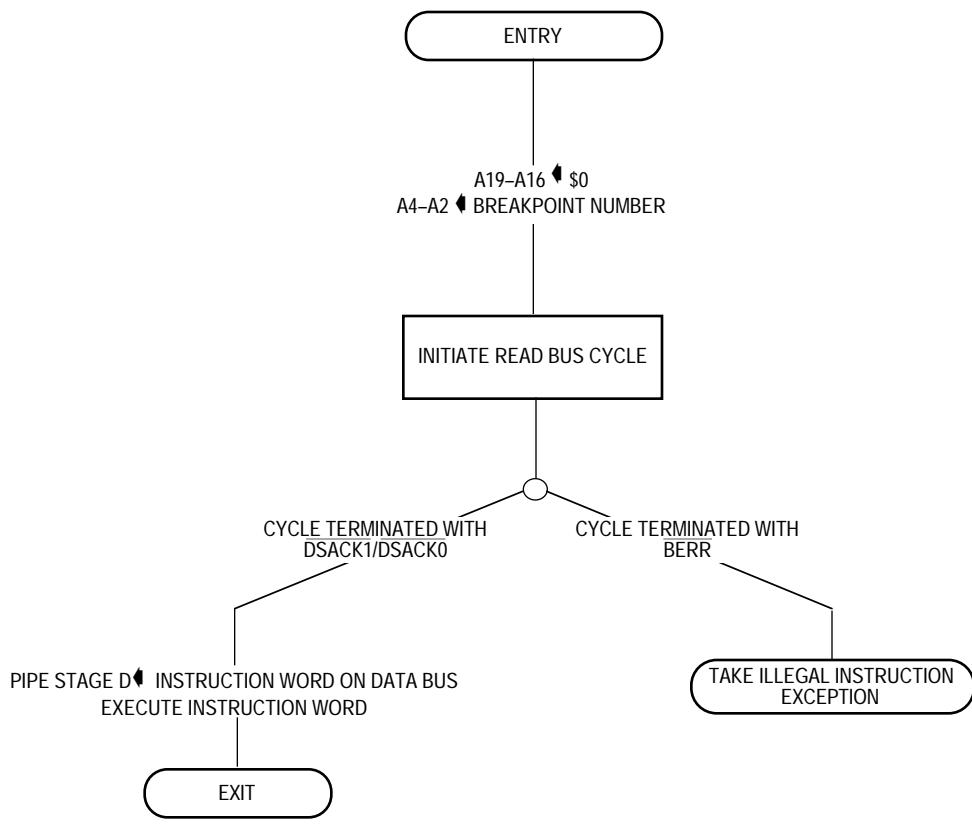 ENTRY
A19–A16 ← $0
A4–A2 ← BREAKPOINT NUMBER
INITIATE READ BUS CYCLE
CYCLE TERMINATED WITH
DSACK1/DSACK0
CYCLE TERMINATED WITH
BERR
PIPE STAGE D ← INSTRUCTION WORD ON DATA BUS
EXECUTE INSTRUCTION WORD
TAKE ILLEGAL INSTRUCTION
EXCEPTION
EXIT